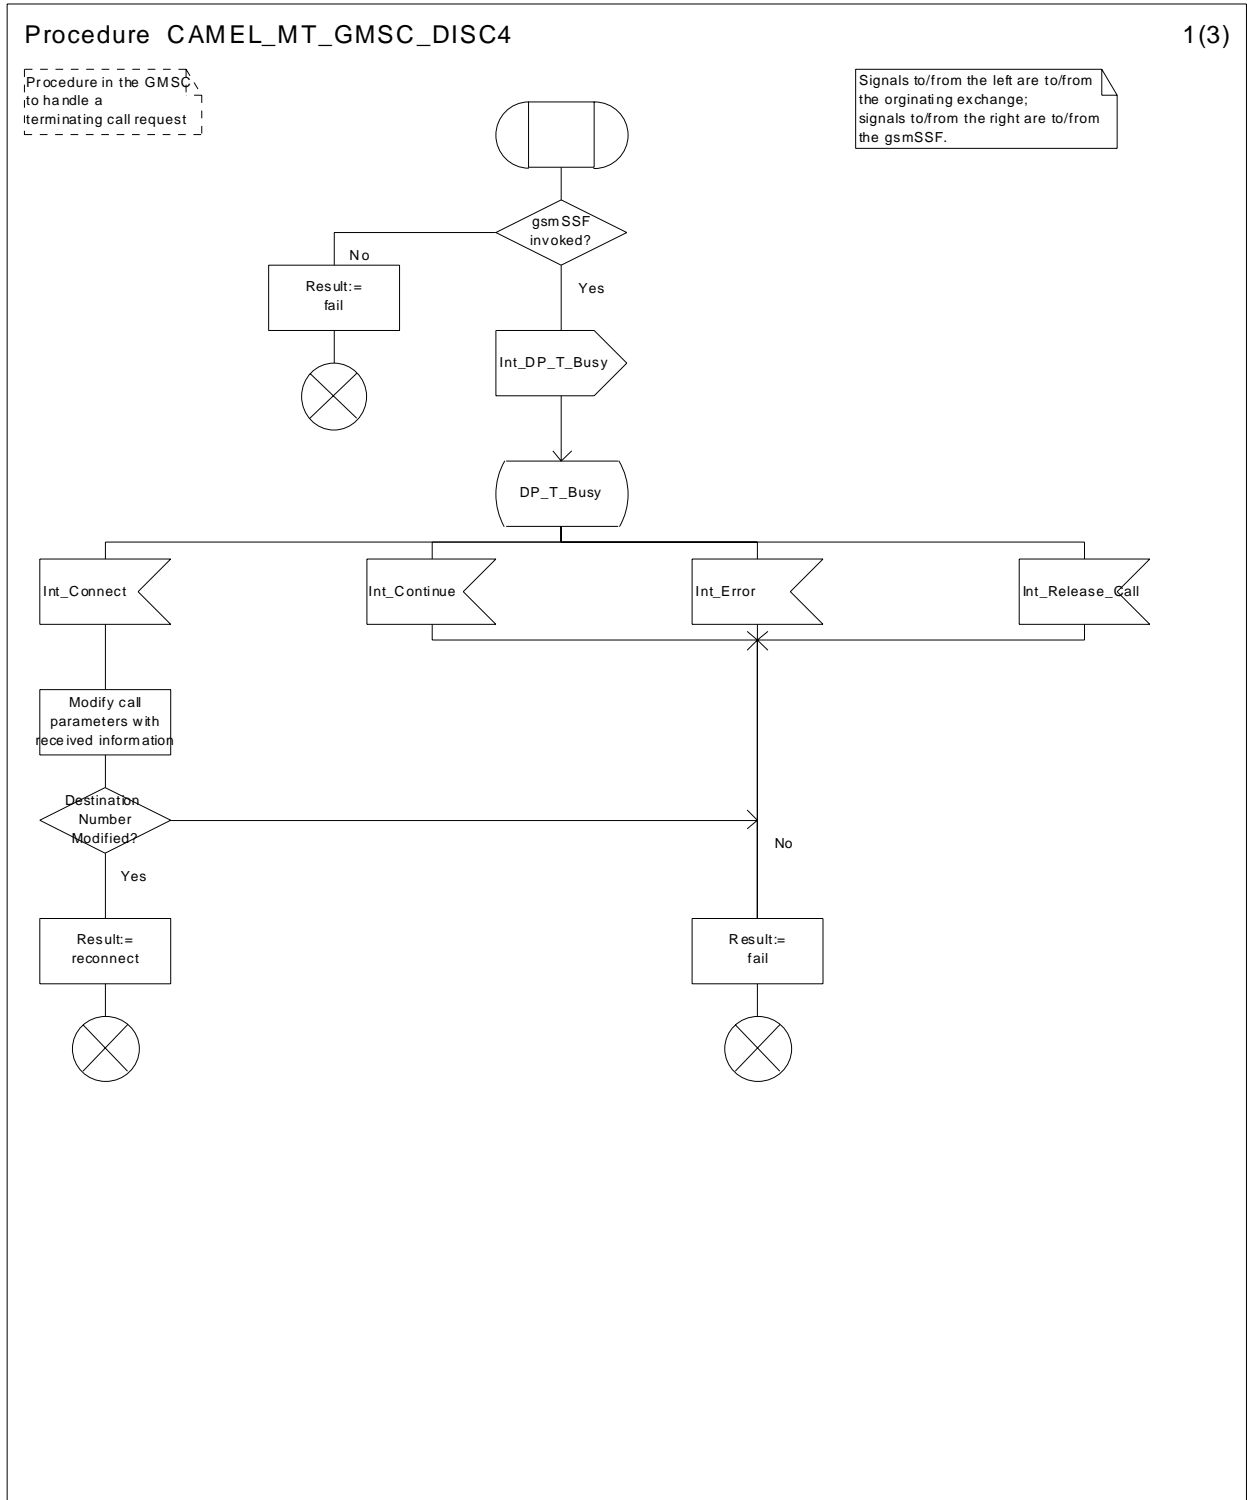 Procedure CAMEL_MT_GMSC_DISC4
1(3)
Procedure in the GMSC
to handle a
terminating call request
Signals to/from the left are to/from
the orginating exchange;
signals to/from the right are to/from
the gsmSSF.
gsmSSF
invoked?
No
Yes
Result:=
fail
Int_DP_T_Busy
DP_T_Busy
Int_Connect
Int_Continue
Int_Error
Int_Release_Call
Modify call
parameters with
received information
Destination
Number
Modified?
No
Yes
Result:=
reconnect
Result:=
fail